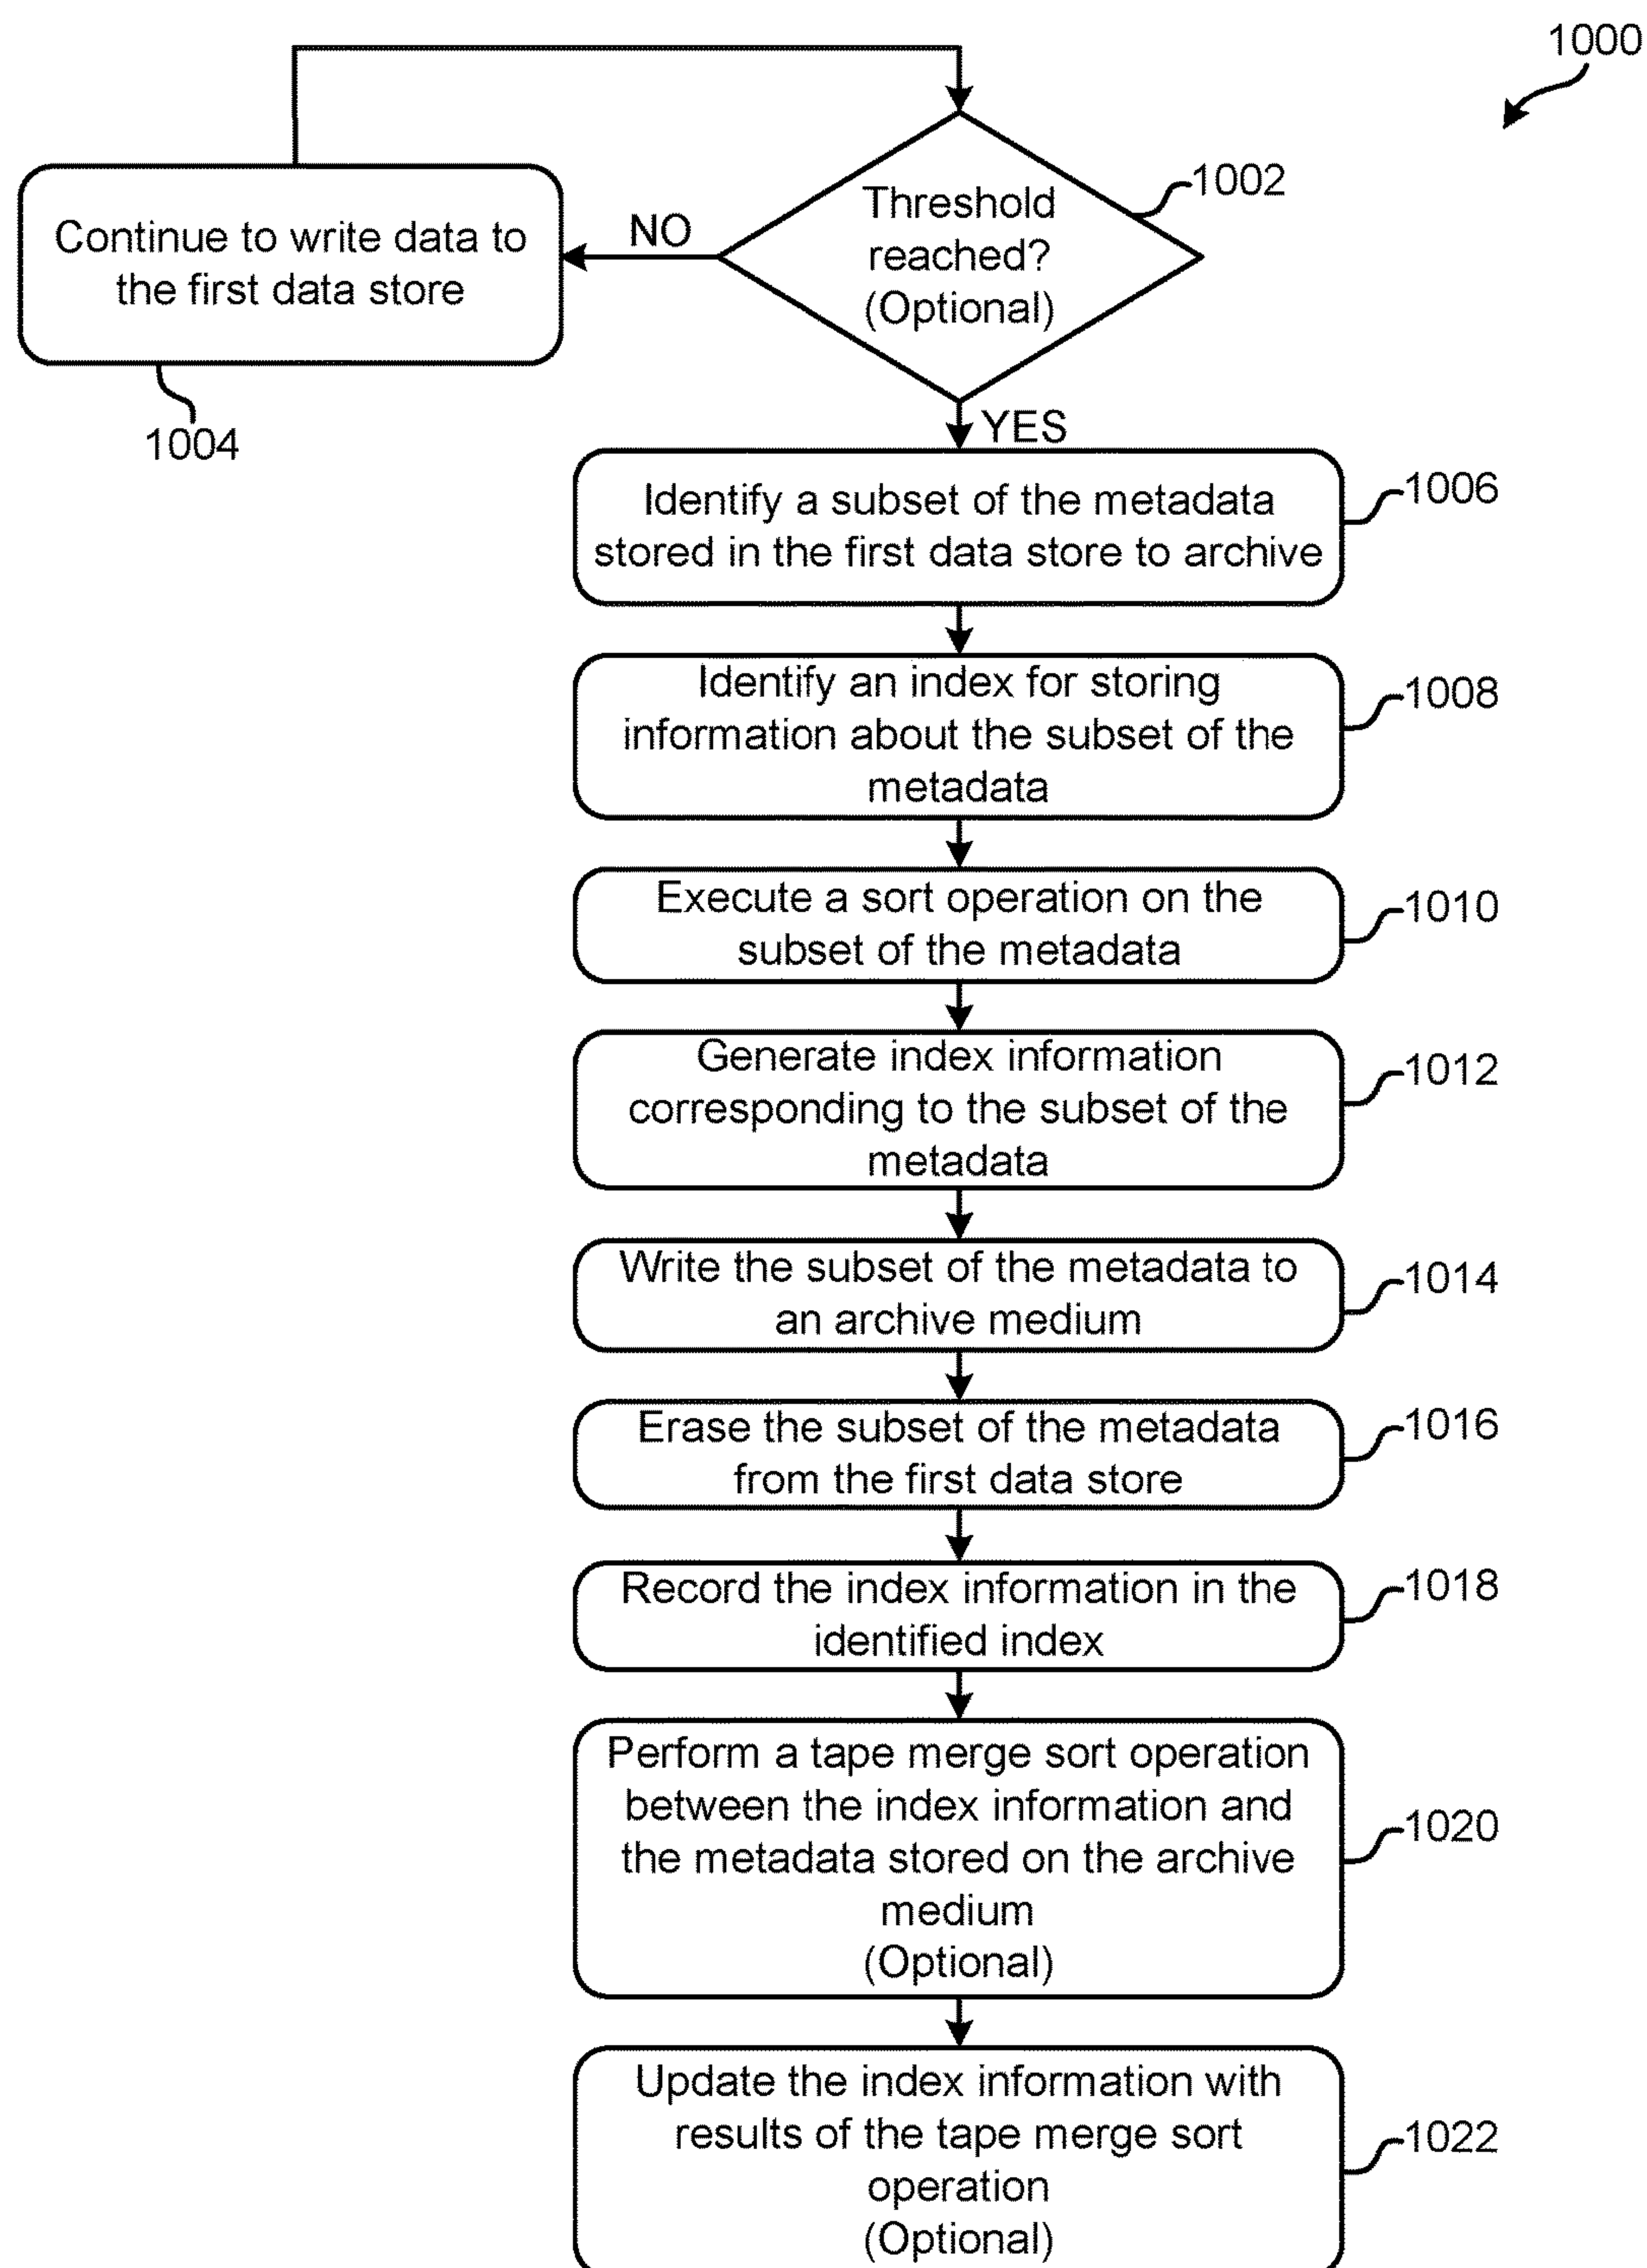 1000
Threshold
reached?
(Optional)
1002
NO
Continue to write data to
the first data store
1004
YES
Identify a subset of the metadata
stored in the first data store to archive
1006
Identify an index for storing
information about the subset of the
metadata
1008
Execute a sort operation on the
subset of the metadata
1010
Generate index information
corresponding to the subset of the
metadata
1012
Write the subset of the metadata to
an archive medium
1014
Erase the subset of the metadata
from the first data store
1016
Record the index information in the
identified index
1018
Perform a tape merge sort operation
between the index information and
the metadata stored on the archive
medium
(Optional)
1020
Update the index information with
results of the tape merge sort
operation
(Optional)
1022